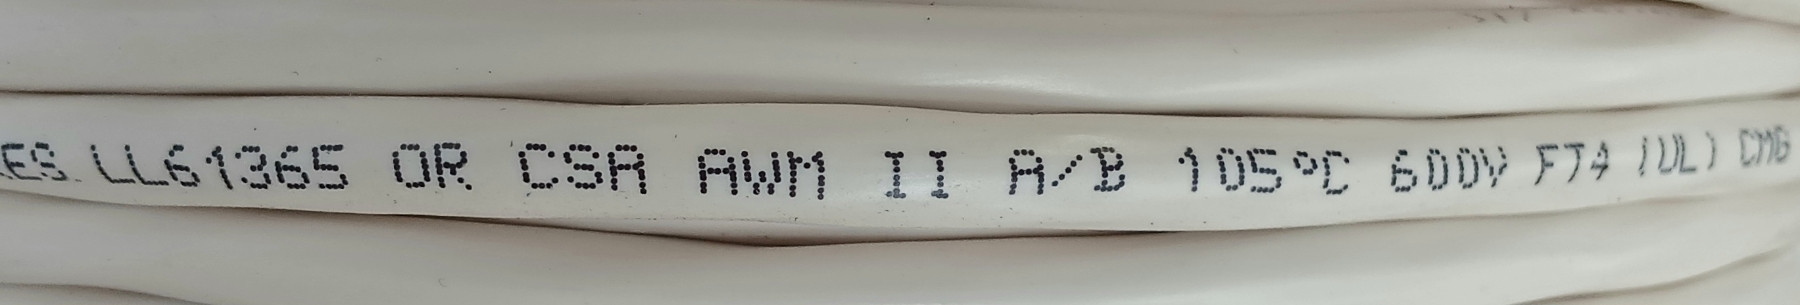 ES LL61365 OR CSA AWM II A/B 105°C 600V FT4 (UL) CMG